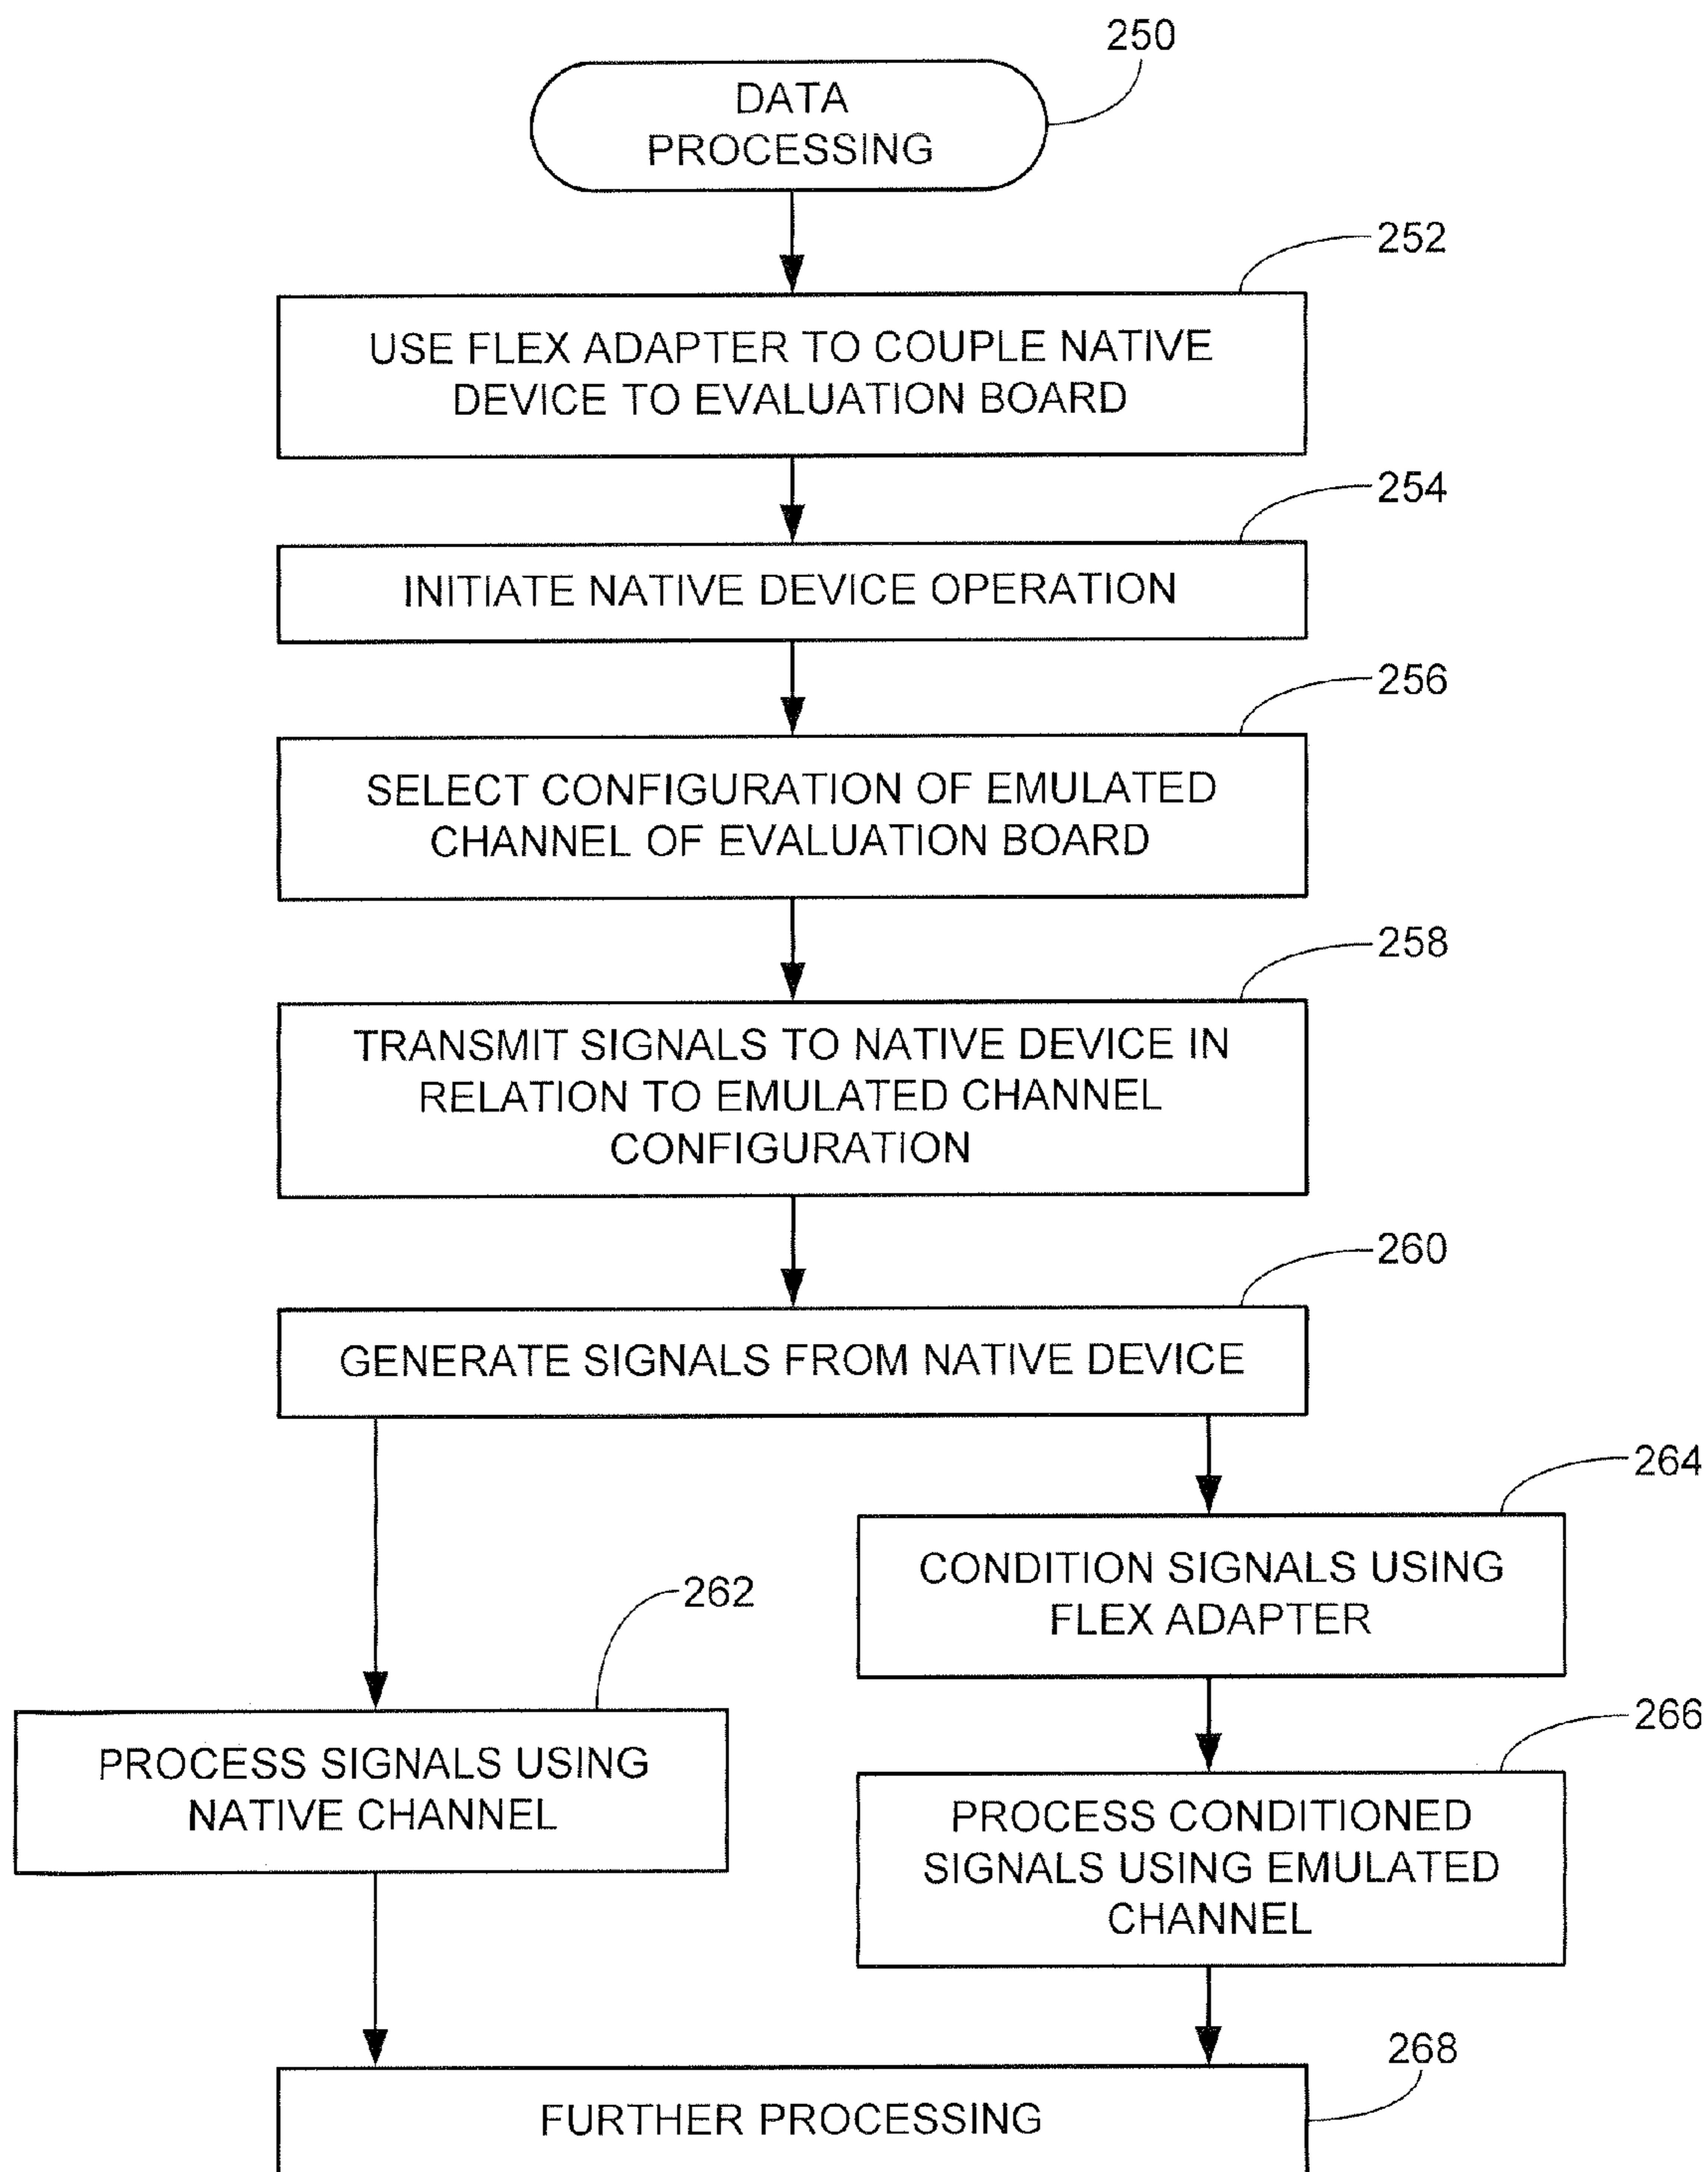 250
DATA
PROCESSING
252
USE FLEX ADAPTER TO COUPLE NATIVE
DEVICE TO EVALUATION BOARD
254
INITIATE NATIVE DEVICE OPERATION
256
SELECT CONFIGURATION OF EMULATED
CHANNEL OF EVALUATION BOARD
258
TRANSMIT SIGNALS TO NATIVE DEVICE IN
RELATION TO EMULATED CHANNEL
CONFIGURATION
260
GENERATE SIGNALS FROM NATIVE DEVICE
264
CONDITION SIGNALS USING
FLEX ADAPTER
262
PROCESS SIGNALS USING
NATIVE CHANNEL
266
PROCESS CONDITIONED
SIGNALS USING EMULATED
CHANNEL
268
FURTHER PROCESSING